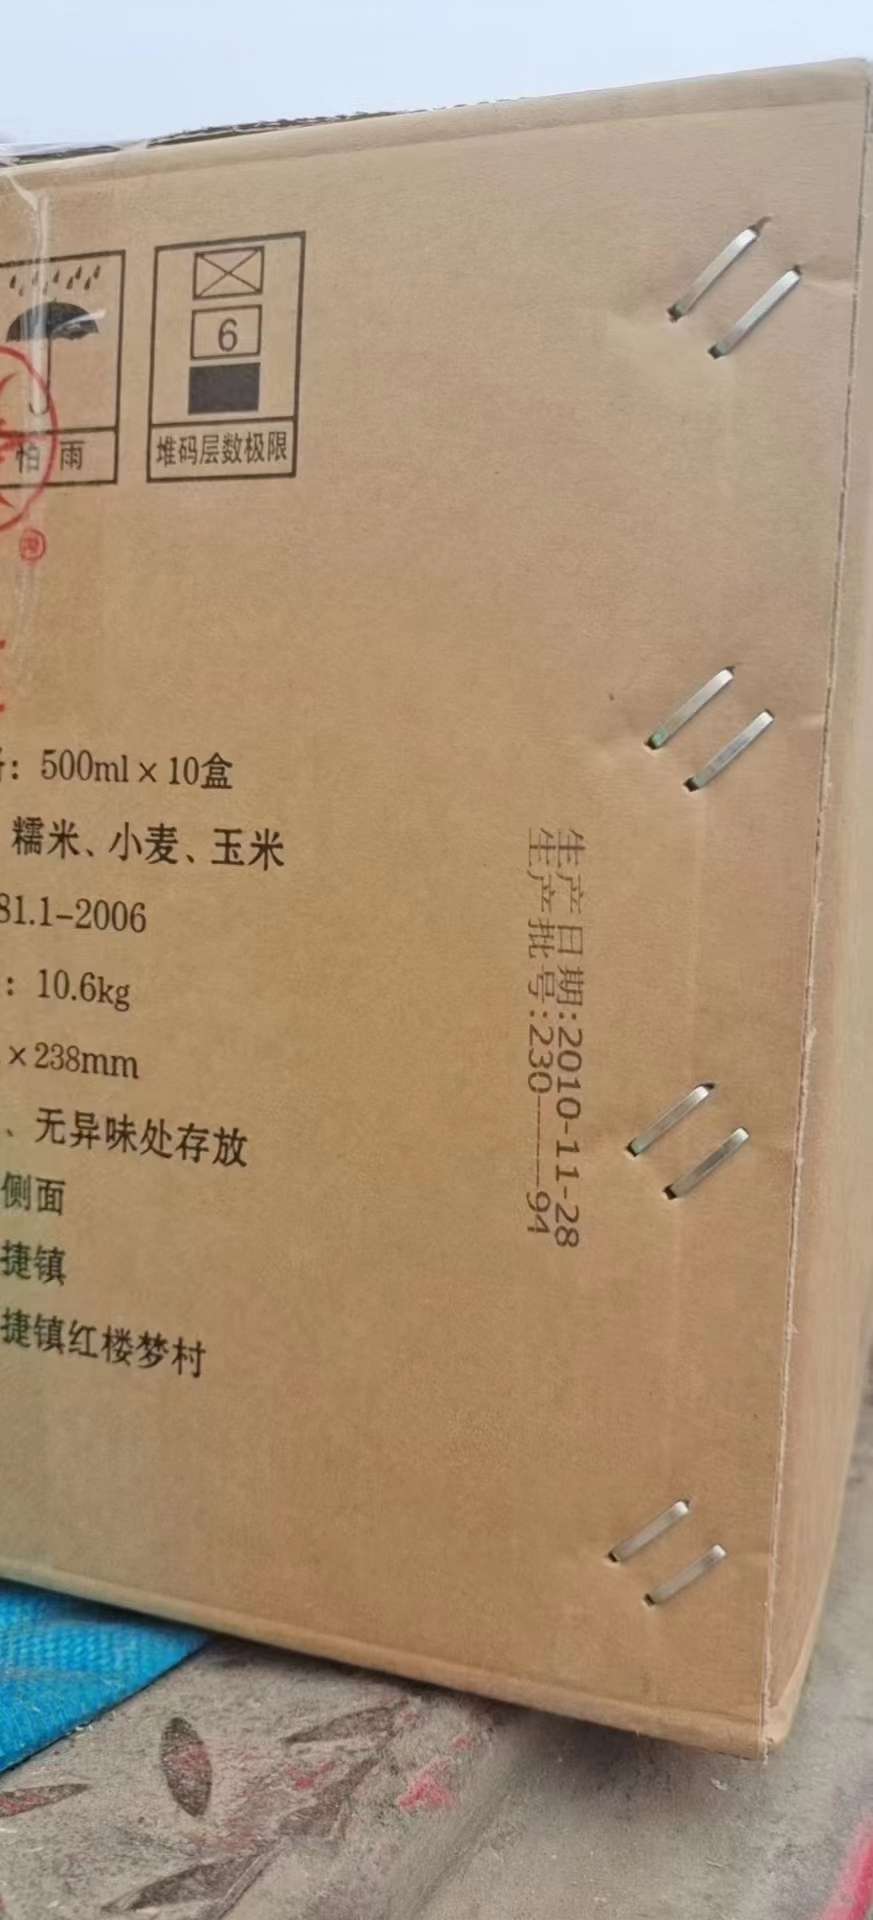 怕 雨
6
堆码层数极限
: 500ml×10盒
糯米、小麦、玉米
81.1-2006
: 10.6kg
×238mm
、无异味处存放
侧面
捷镇
捷镇红楼梦村
生产日期:2010-11-28
生产批号:230——94